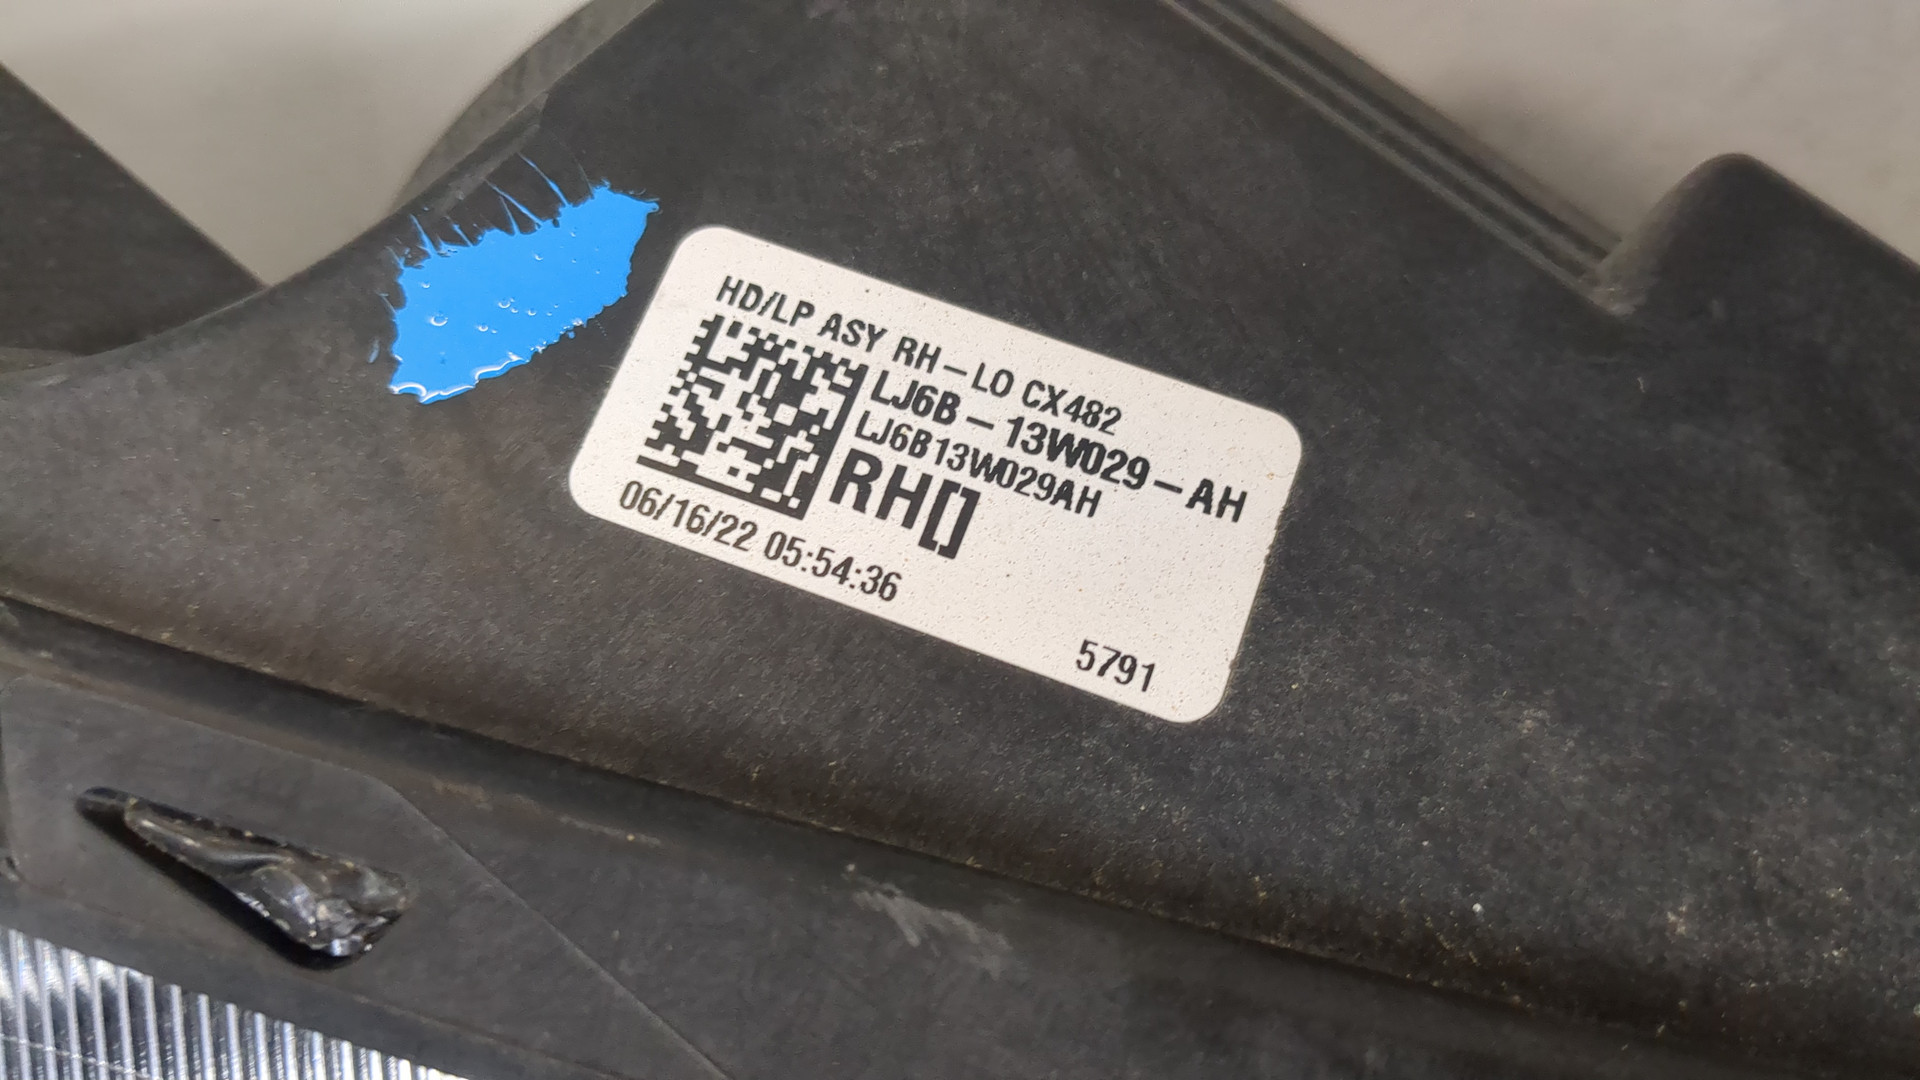 HD/LP ASY RH-LO CX482
LJ6B-13W029-AH
LJ6B13W029AH
RH[]
06/16/22 05:54:36
5791